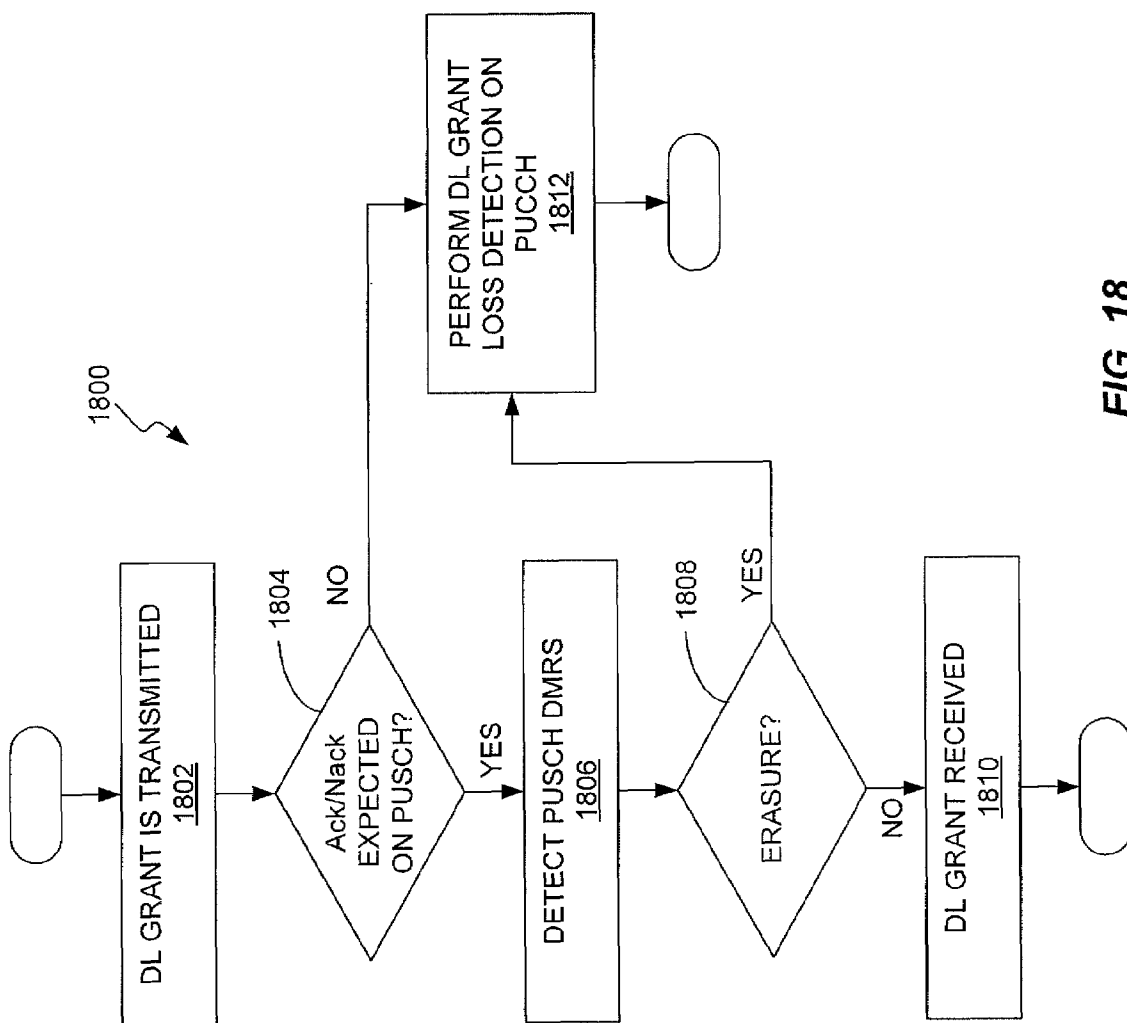 1800
DL GRANT IS TRANSMITTED
1802
1804
Ack/Nack
EXPECTED
ON PUSCH?
NO
YES
DETECT PUSCH DMRS
1806
1808
ERASURE?
YES
NO
DL GRANT RECEIVED
1810
PERFORM DL GRANT
LOSS DETECTION ON
PUCCH
1812
FIG. 18